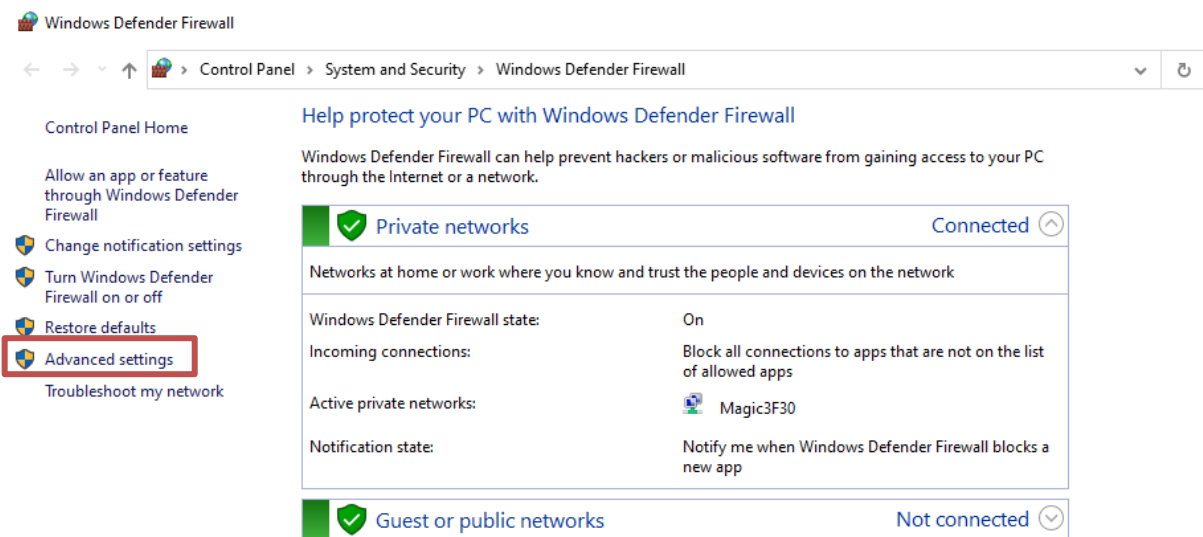 Windows Defender Firewall
Control Panel > System and Security > Windows Defender Firewall
Control Panel Home
Allow an app or feature
through Windows Defender
Firewall
Change notification settings
Turn Windows Defender
Firewall on or off
Restore defaults
Advanced settings
Troubleshoot my network
Help protect your PC with Windows Defender Firewall
Windows Defender Firewall can help prevent hackers or malicious software from gaining access to your PC
through the Internet or a network.
Private networks Connected
Networks at home or work where you know and trust the people and devices on the network
Windows Defender Firewall state: On
Incoming connections: Block all connections to apps that are not on the list
of allowed apps
Active private networks: Magic3F30
Notification state: Notify me when Windows Defender Firewall blocks a
new app
Guest or public networks Not connected